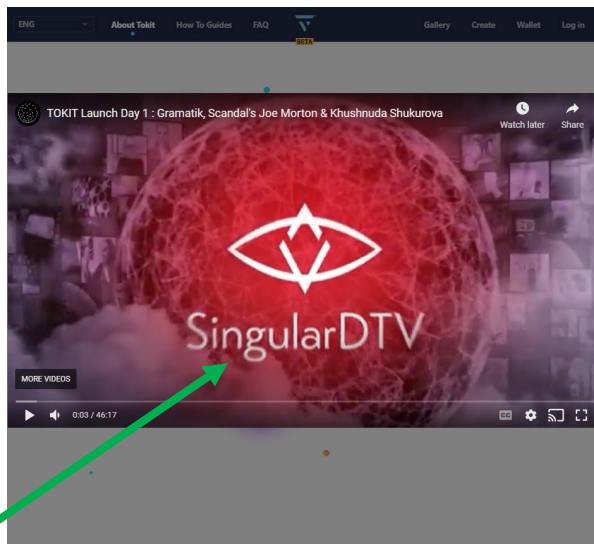 ENG About Tokit How To Guides FAQ Gallery Create Wallet Log in
BETA
TOKIT Launch Day 1 : Gramatik, Scandal's Joe Morton & Khushnuda Shukurova
Watch later Share
SingularDTV
MORE VIDEOS
0:03 / 46:17
CC